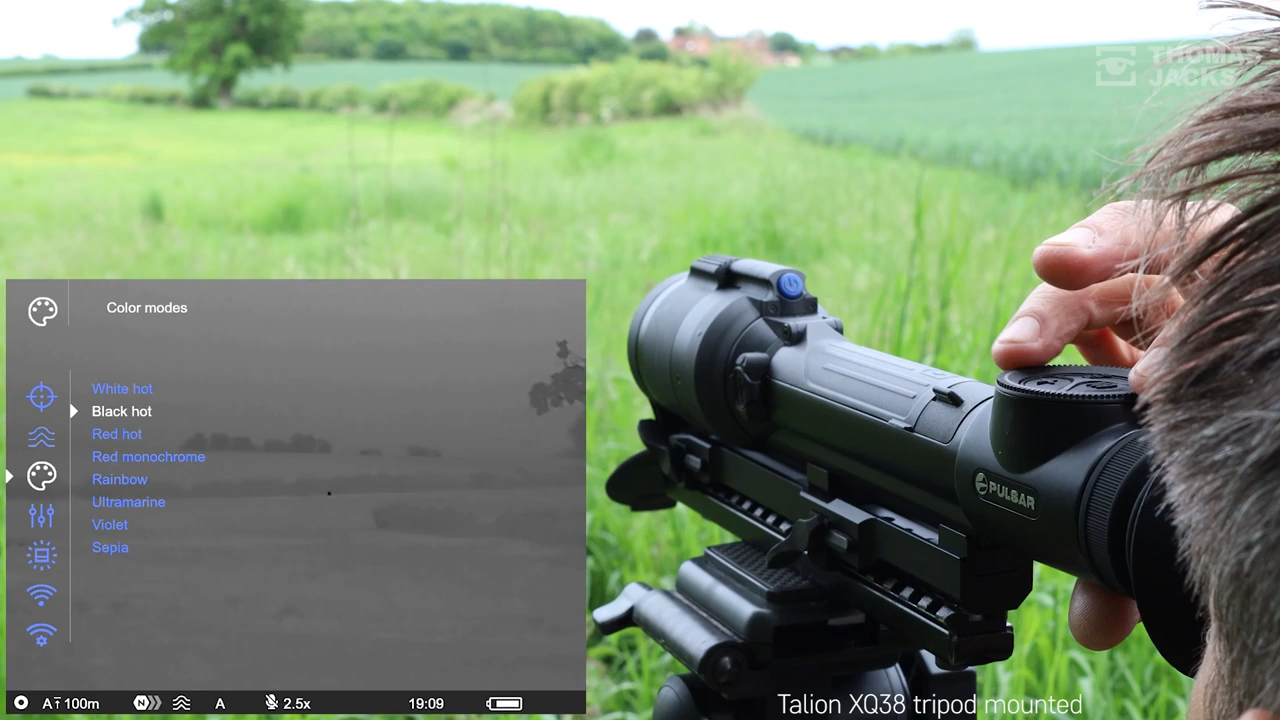 THOMAS
JACKS
Color modes
White hot
Black hot
Red hot
Red monochrome
Rainbow
Ultramarine
Violet
Sepia
PULSAR
A 100m
N
A
2.5x
19:09
Talion XQ38 tripod mounted